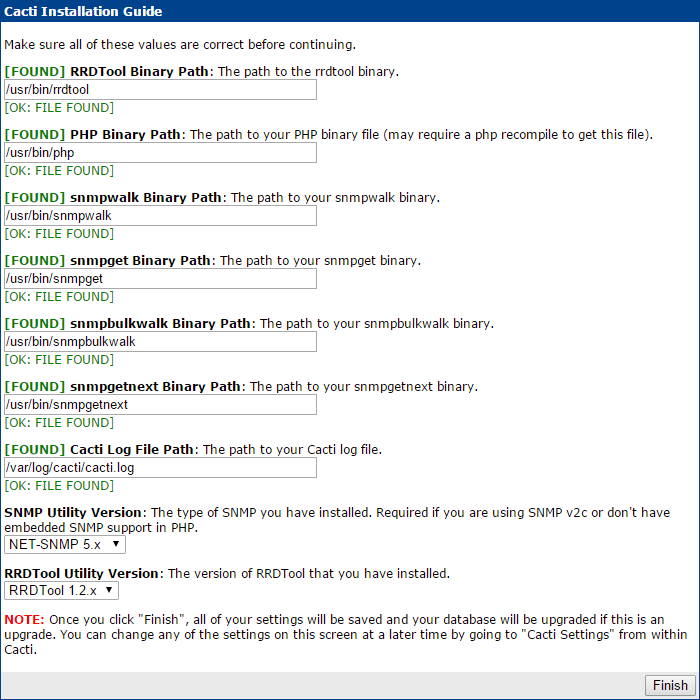 Cacti Installation Guide
Make sure all of these values are correct before continuing.
[FOUND] RRDTool Binary Path: The path to the rrdtool binary.
/usr/bin/rrdtool
[OK: FILE FOUND]
[FOUND] PHP Binary Path: The path to your PHP binary file (may require a php recompile to get this file).
/usr/bin/php
[OK: FILE FOUND]
[FOUND] snmpwalk Binary Path: The path to your snmpwalk binary.
/usr/bin/snmpwalk
[OK: FILE FOUND]
[FOUND] snmpget Binary Path: The path to your snmpget binary.
/usr/bin/snmpget
[OK: FILE FOUND]
[FOUND] snmpbulkwalk Binary Path: The path to your snmpbulkwalk binary.
/usr/bin/snmpbulkwalk
[OK: FILE FOUND]
[FOUND] snmpgetnext Binary Path: The path to your snmpgetnext binary.
/usr/bin/snmpgetnext
[OK: FILE FOUND]
[FOUND] Cacti Log File Path: The path to your Cacti log file.
/var/log/cacti/cacti.log
[OK: FILE FOUND]
SNMP Utility Version: The type of SNMP you have installed. Required if you are using SNMP v2c or don't have
embedded SNMP support in PHP.
NET-SNMP 5.x
RRDTool Utility Version: The version of RRDTool that you have installed.
RRDTool 1.2.x
NOTE: Once you click "Finish", all of your settings will be saved and your database will be upgraded if this is an
upgrade. You can change any of the settings on this screen at a later time by going to "Cacti Settings" from within
Cacti.
Finish